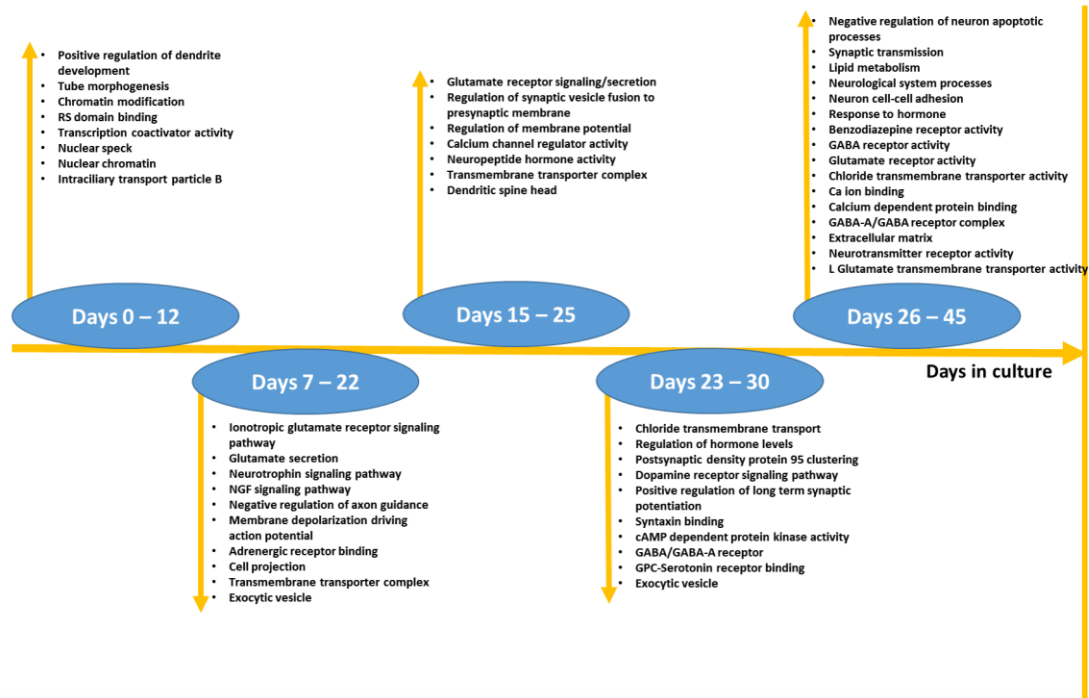 • Positive regulation of dendrite
development
• Tube morphogenesis
• Chromatin modification
• RS domain binding
• Transcription coactivator activity
• Nuclear speck
• Nuclear chromatin
• Intraciliary transport particle B
Days 0 – 12
• Ionotropic glutamate receptor signaling
pathway
• Glutamate secretion
• Neurotrophin signaling pathway
• NGF signaling pathway
• Negative regulation of axon guidance
• Membrane depolarization driving
action potential
• Adrenergic receptor binding
• Cell projection
• Transmembrane transporter complex
• Exocytic vesicle
Days 7 – 22
• Glutamate receptor signaling/secretion
• Regulation of synaptic vesicle fusion to
presynaptic membrane
• Regulation of membrane potential
• Calcium channel regulator activity
• Neuropeptide hormone activity
• Transmembrane transporter complex
• Dendritic spine head
Days 15 – 25
• Chloride transmembrane transport
• Regulation of hormone levels
• Postsynaptic density protein 95 clustering
• Dopamine receptor signaling pathway
• Positive regulation of long term synaptic
potentiation
• Syntaxin binding
• cAMP dependent protein kinase activity
• GABA/GABA-A receptor
• GPC-Serotonin receptor binding
• Exocytic vesicle
Days 23 – 30
• Negative regulation of neuron apoptotic
processes
• Synaptic transmission
• Lipid metabolism
• Neurological system processes
• Neuron cell-cell adhesion
• Response to hormone
• Benzodiazepine receptor activity
• GABA receptor activity
• Glutamate receptor activity
• Chloride transmembrane transporter activity
• Ca ion binding
• Calcium dependent protein binding
• GABA-A/GABA receptor complex
• Extracellular matrix
• Neurotransmitter receptor activity
• L Glutamate transmembrane transporter activity
Days 26 – 45
Days in culture